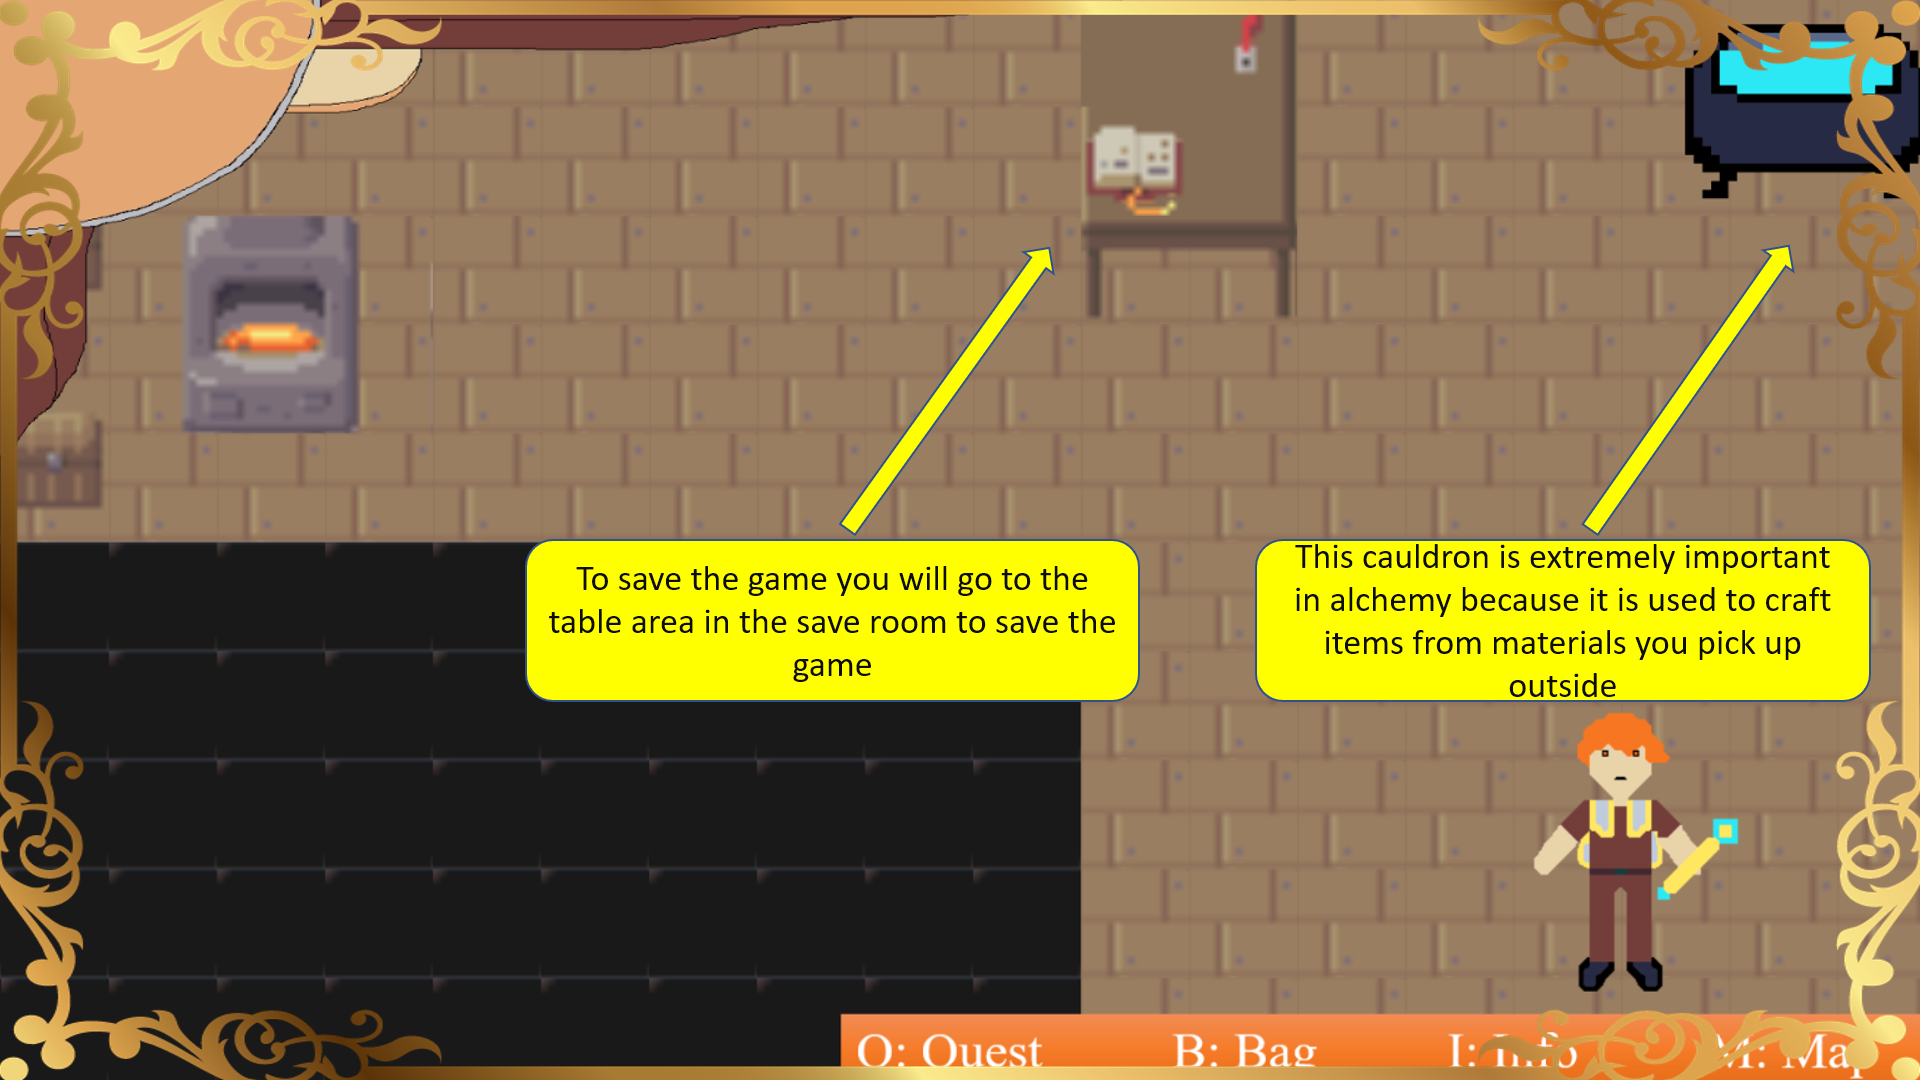 To save the game you will go to the
table area in the save room to save the
game
This cauldron is extremely important
in alchemy because it is used to craft
items from materials you pick up
outside
Q: Quest B: Bag I: Info M: Map